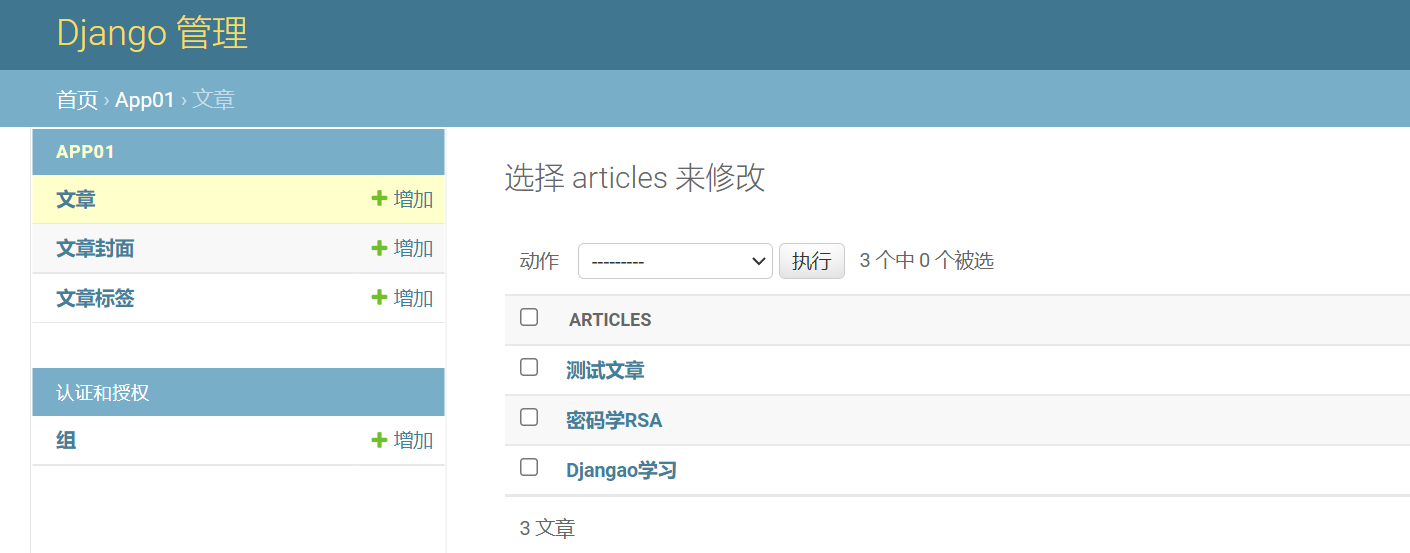 Django 管理
首页 › App01 › 文章
APP01
文章 增加
文章封面 增加
文章标签 增加
认证和授权
组 增加
选择 articles 来修改
动作 --------- 执行 3 个中 0 个被选
ARTICLES
测试文章
密码学RSA
Djangao学习
3 文章